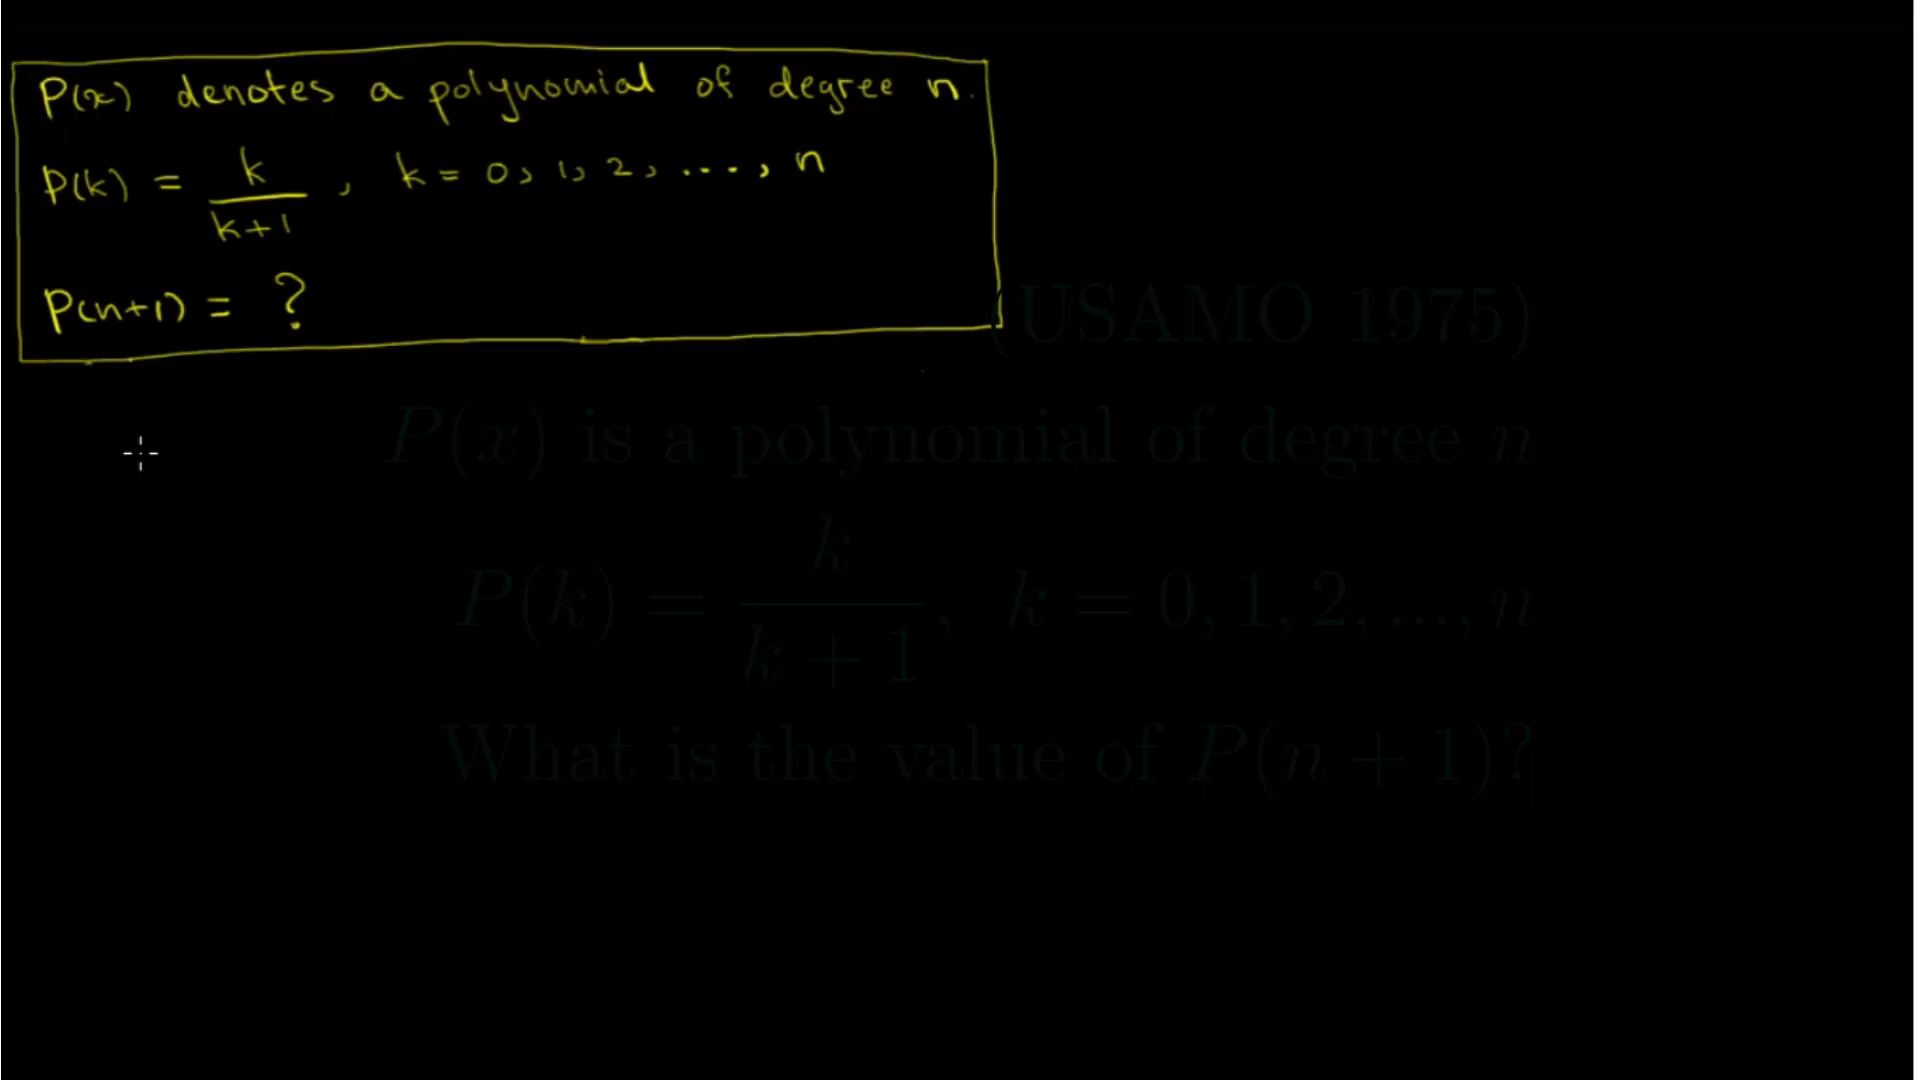 P(x) denotes a polynomial of degree n.
P(k) = k/(k+1), k = 0, 1, 2, ..., n
P(n+1) = ?
(USAMO 1975)
P(x) is a polynomial of degree n
P(k) = k/(k+1), k = 0, 1, 2, ..., n
What is the value of P(n + 1)?